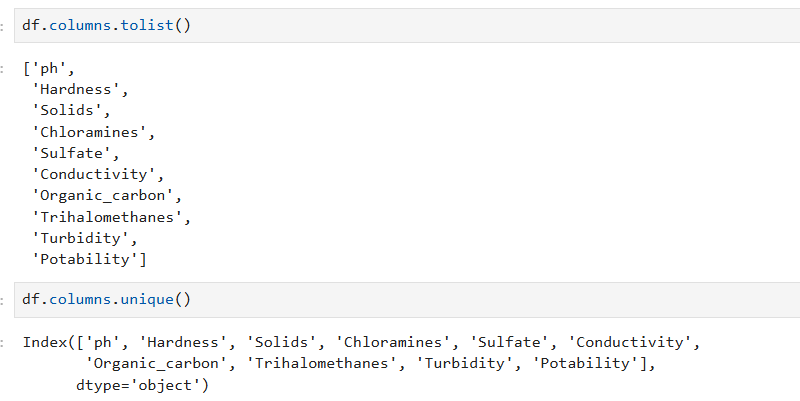 df.columns.tolist()
['ph',
'Hardness',
'Solids',
'Chloramines',
'Sulfate',
'Conductivity',
'Organic_carbon',
'Trihalomethanes',
'Turbidity',
'Potability']
df.columns.unique()
Index(['ph', 'Hardness', 'Solids', 'Chloramines', 'Sulfate', 'Conductivity',
'Organic_carbon', 'Trihalomethanes', 'Turbidity', 'Potability'],
dtype='object')